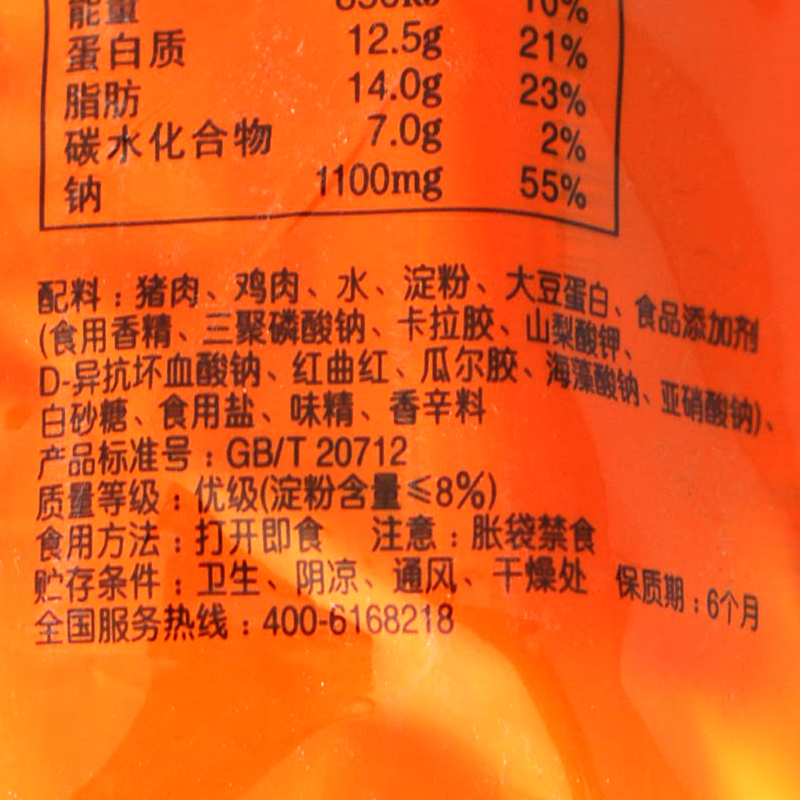 能量 10%
蛋白质 12.5g 21%
脂肪 14.0g 23%
碳水化合物 7.0g 2%
钠 1100mg 55%
配料：猪肉、鸡肉、水、淀粉、大豆蛋白、食品添加剂
(食用香精、三聚磷酸钠、卡拉胶、山梨酸钾、
D-异抗坏血酸钠、红曲红、瓜尔胶、海藻酸钠、亚硝酸钠)、
白砂糖、食用盐、味精、香辛料
产品标准号：GB/T 20712
质量等级：优级(淀粉含量≤8%)
食用方法：打开即食 注意：胀袋禁食
贮存条件：卫生、阴凉、通风、干燥处 保质期：6个月
全国服务热线：400-6168218